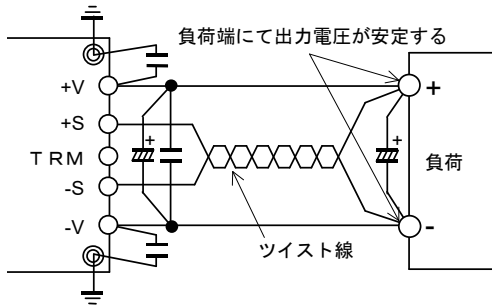 負荷端にて出力電圧が安定する
+V
+S
TRM
-S
-V
+
+
+
-
負荷
ツイスト線